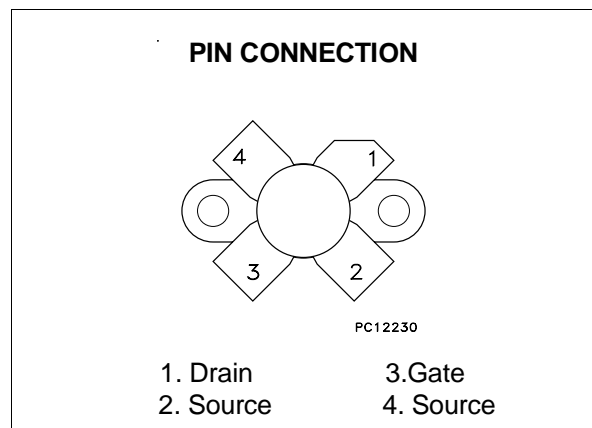 PIN CONNECTION
4
1
3
2
PC12230
1. Drain 3.Gate
2. Source 4. Source